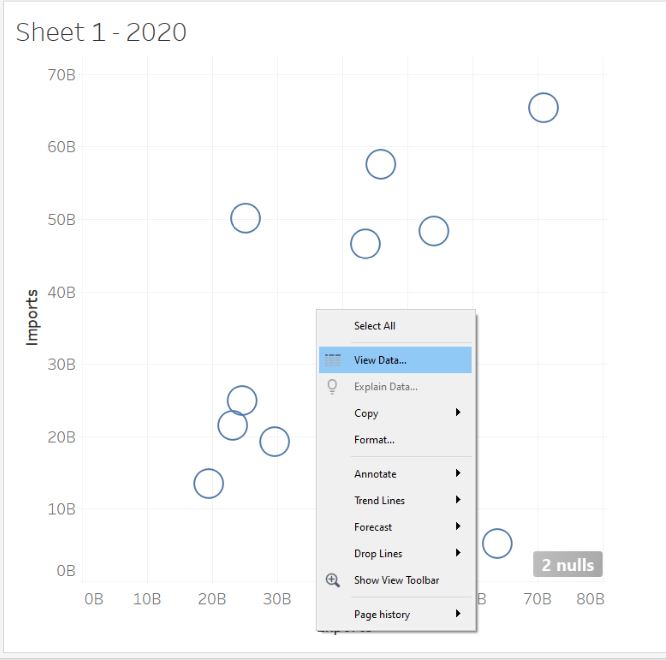 Sheet 1 - 2020
70B
60B
50B
40B
30B
20B
10B
0B
Imports
Select All
View Data...
Explain Data...
Copy
Format...
Annotate
Trend Lines
Forecast
Drop Lines
Show View Toolbar
Page history
2 nulls
0B 10B 20B 30B B 70B 80B